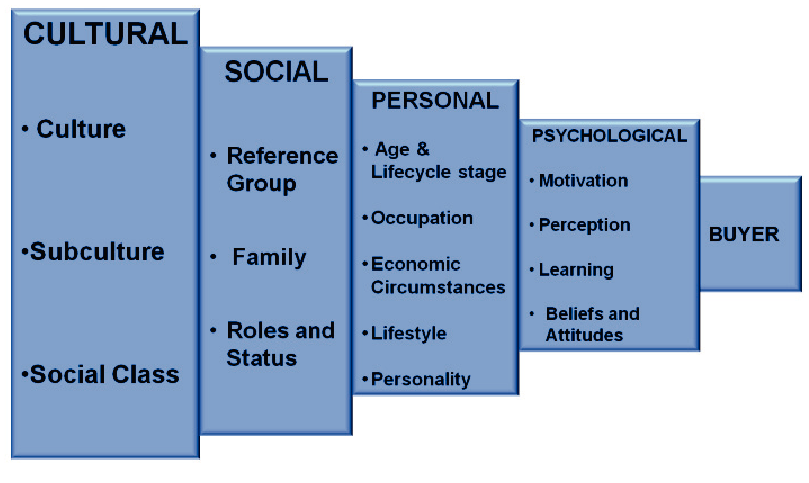 CULTURAL
• Culture
•Subculture
•Social Class
SOCIAL
• Reference
Group
• Family
• Roles and
Status
PERSONAL
• Age &
Lifecycle stage
•Occupation
•Economic
Circumstances
•Lifestyle
•Personality
PSYCHOLOGICAL
•Motivation
•Perception
•Learning
• Beliefs and
Attitudes
BUYER